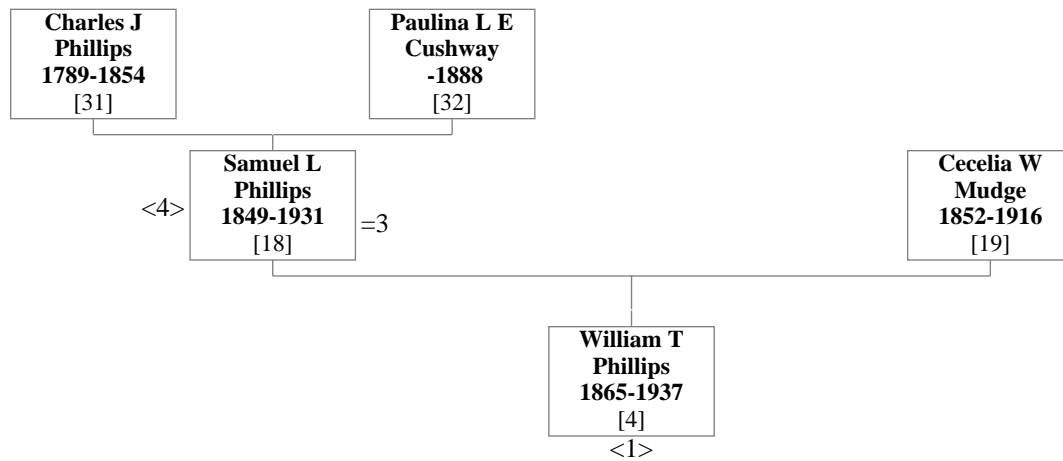 Charles J
Phillips
1789-1854
[31]
Paulina L E
Cushway
-1888
[32]
<4>
Samuel L
Phillips
1849-1931
[18]
=3
Cecelia W
Mudge
1852-1916
[19]
William T
Phillips
1865-1937
[4]
<1>